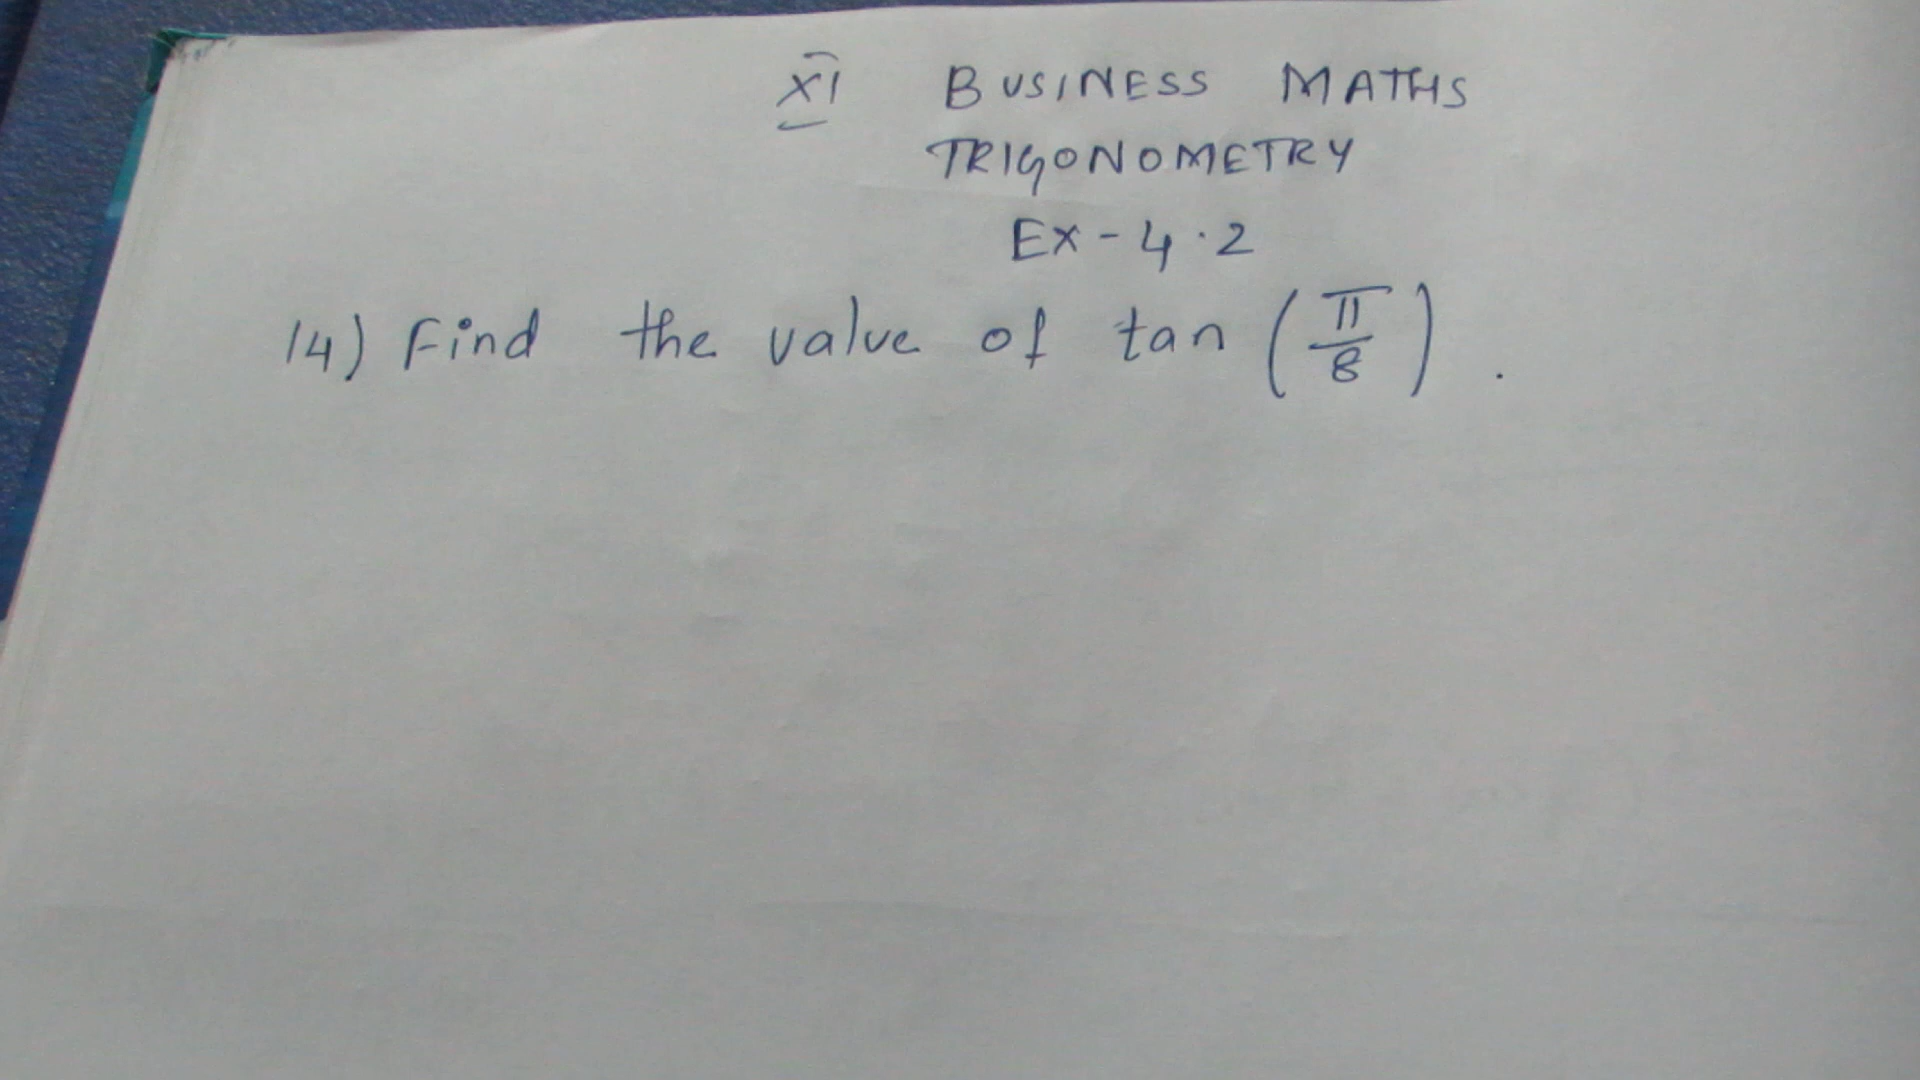 XI BUSINESS MATHS
TRIGONOMETRY
Ex - 4.2
14) Find the value of tan (π/8).